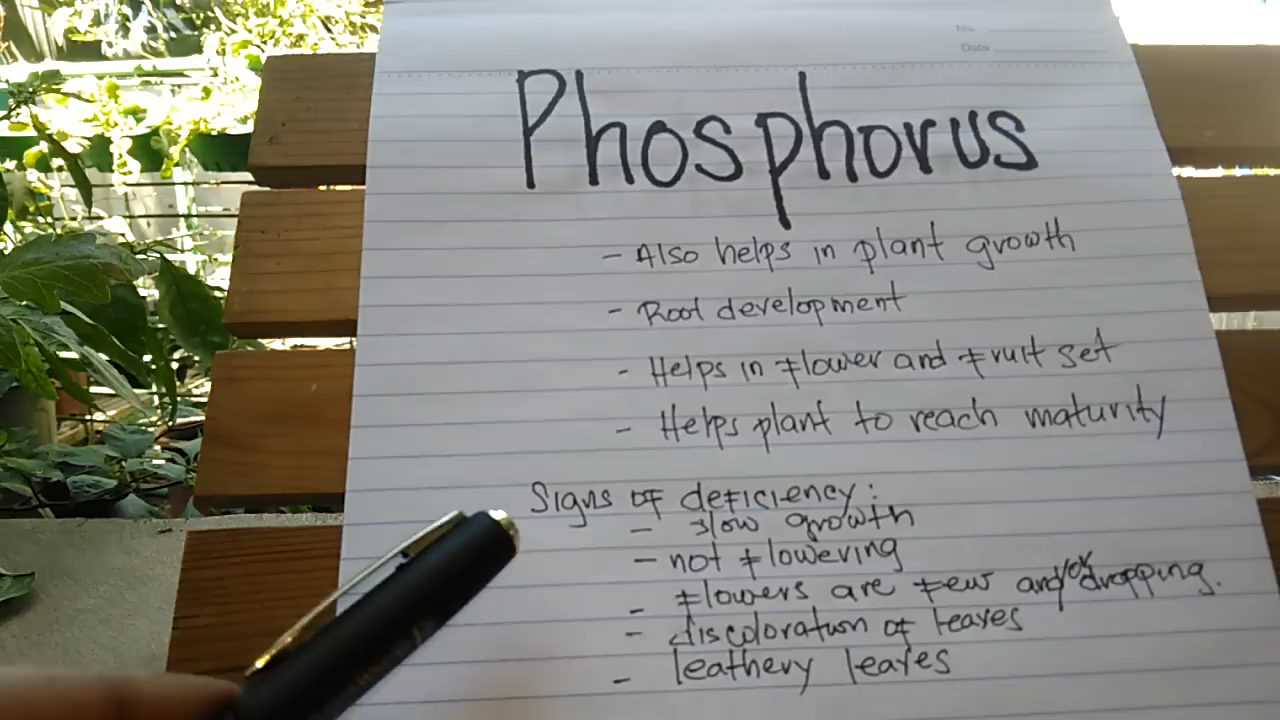 No.
Date
Phosphorus
- Also helps in plant growth
- Root development
- Helps in flower and fruit set
- Helps plant to reach maturity
Signs of deficiency:
- slow growth
- not flowering
- flowers are few and/or dropping.
- discoloration of leaves
- leathery leaves